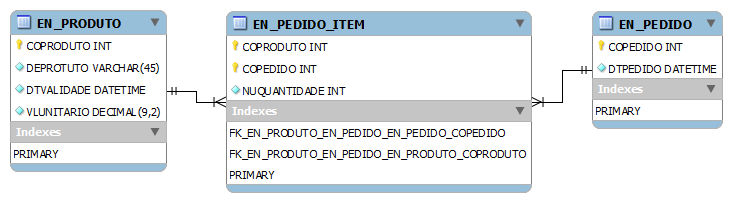 EN_PRODUTO
COPRODUTO INT
DEPROTUTO VARCHAR(45)
DTVALIDADE DATETIME
VLUNITARIO DECIMAL(9,2)
Indexes
PRIMARY
EN_PEDIDO_ITEM
COPRODUTO INT
COPEDIDO INT
NUQUANTIDADE INT
Indexes
FK_EN_PRODUTO_EN_PEDIDO_EN_PEDIDO_COPEDIDO
FK_EN_PRODUTO_EN_PEDIDO_EN_PRODUTO_COPRODUTO
PRIMARY
EN_PEDIDO
COPEDIDO INT
DTPEDIDO DATETIME
Indexes
PRIMARY